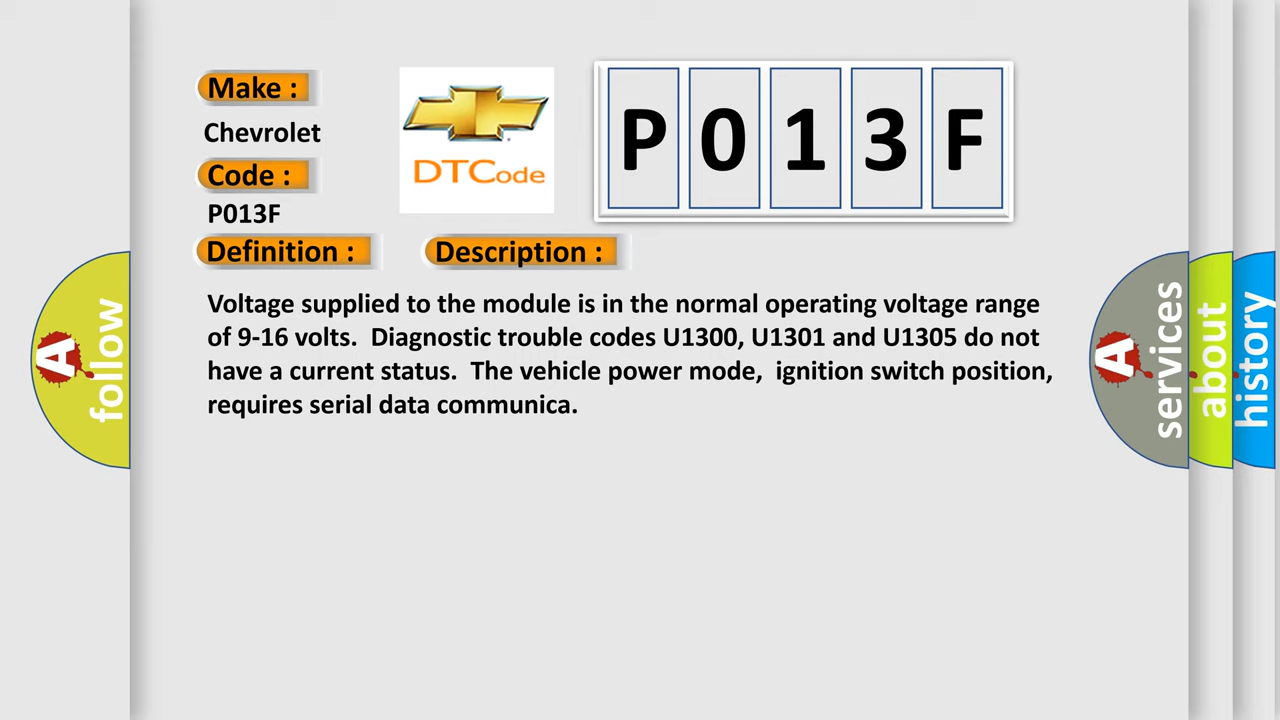 Make :
Chevrolet
Code :
P013F
DTCode
P013F
Definition :
Description :
Voltage supplied to the module is in the normal operating voltage range
of 9-16 volts  Diagnostic trouble codes U1300, U1301 and U1305 do not
have a current status  The vehicle power mode,  ignition switch position,
requires serial data communica.
A
follow
A
services
about
history